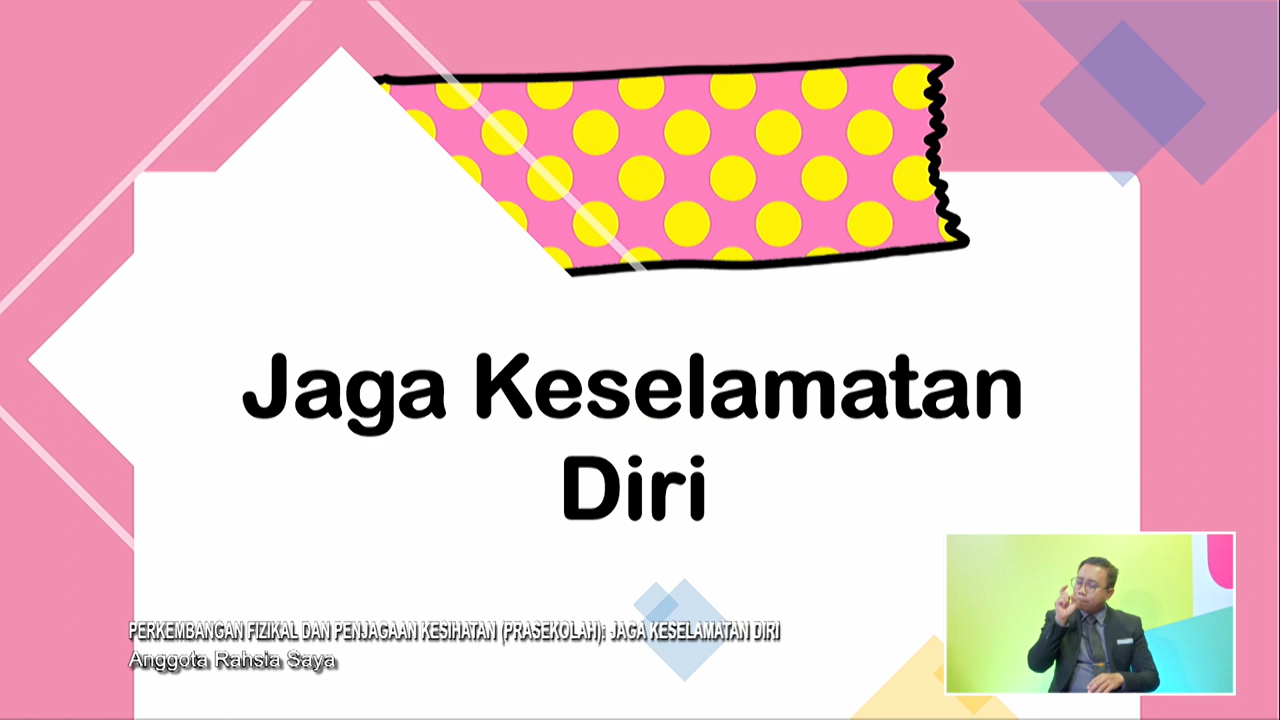 Jaga Keselamatan
Diri
PERKEMBANGAN FIZIKAL DAN PENJAGAAN KESIHATAN (PRASEKOLAH): JAGA KESELAMATAN DIRI
Anggota Rahsia Saya